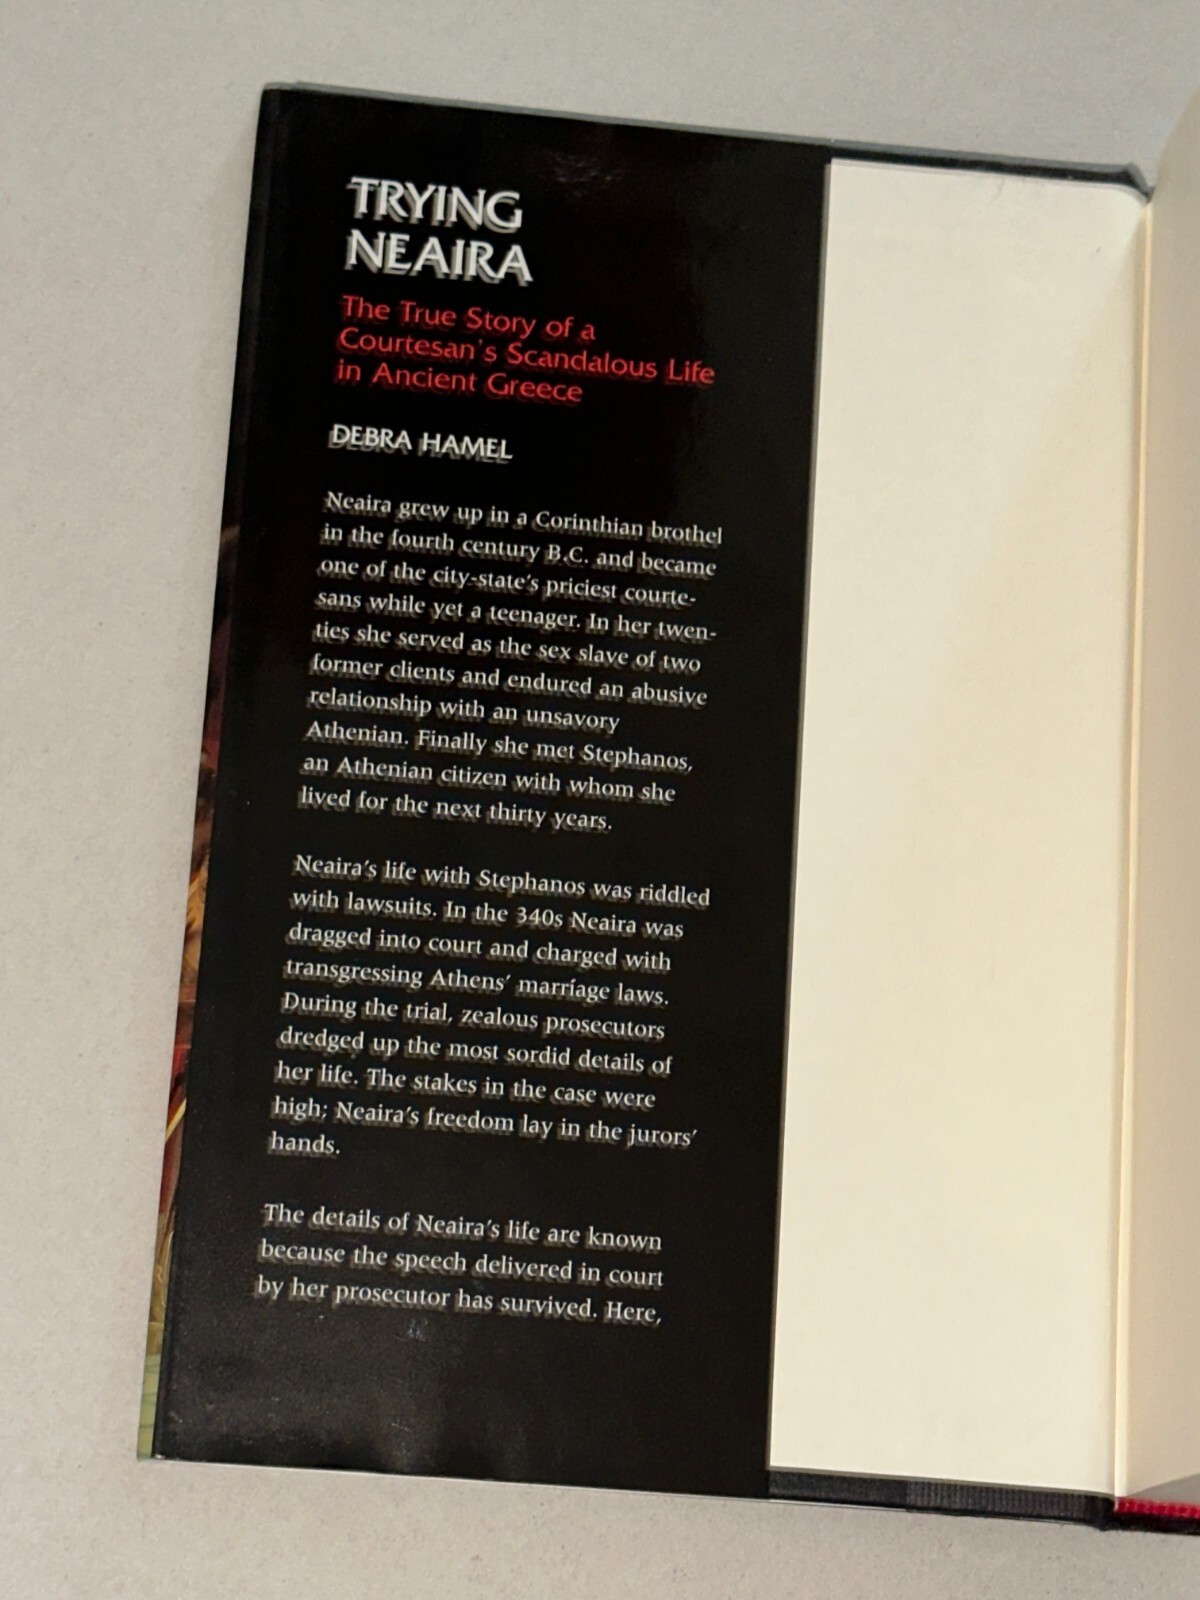 TRYING
NEAIRA
The True Story of a
Courtesan's Scandalous Life
in Ancient Greece
DEBRA HAMEL
Neaira grew up in a Corinthian brothel
in the fourth century B.C. and became
one of the city-state's priciest courte-
sans while yet a teenager. In her twen-
ties she served as the sex slave of two
former clients and endured an abusive
relationship with an unsavory
Athenian. Finally she met Stephanos,
an Athenian citizen with whom she
lived for the next thirty years.
Neaira's life with Stephanos was riddled
with lawsuits. In the 340s Neaira was
dragged into court and charged with
transgressing Athens' marriage laws.
During the trial, zealous prosecutors
dredged up the most sordid details of
her life. The stakes in the case were
high; Neaira's freedom lay in the jurors'
hands.
The details of Neaira's life are known
because the speech delivered in court
by her prosecutor has survived. Here,